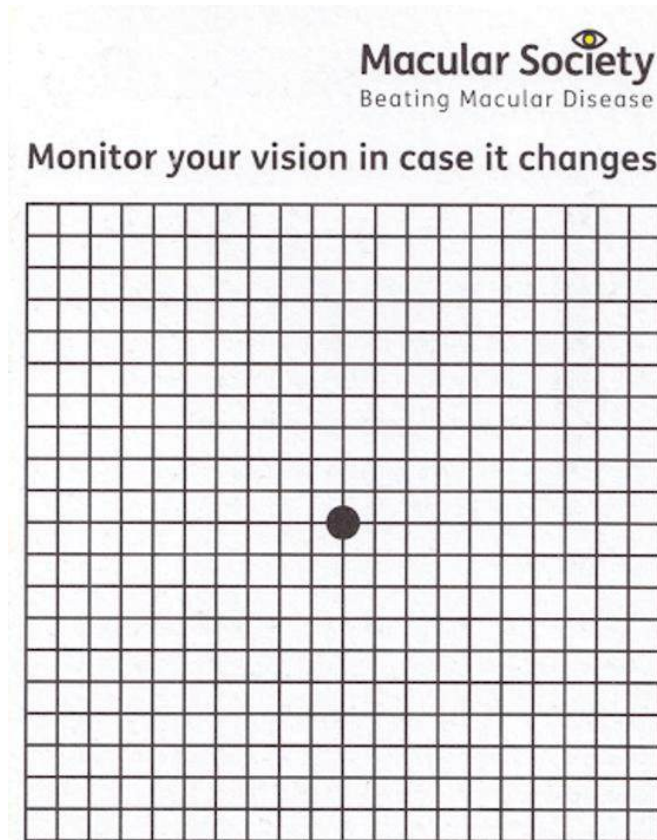 Macular Society
Beating Macular Disease
Monitor your vision in case it changes